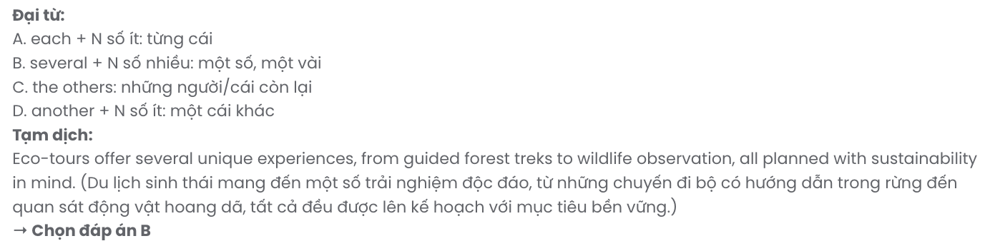 Đại từ:
A. each + N số ít: từng cái
B. several + N số nhiều: một số, một vài
C. the others: những người/cái còn lại
D. another + N số ít: một cái khác
Tạm dịch:
Eco-tours offer several unique experiences, from guided forest treks to wildlife observation, all planned with sustainability
in mind. (Du lịch sinh thái mang đến một số trải nghiệm độc đáo, từ những chuyến đi bộ có hướng dẫn trong rừng đến
quan sát động vật hoang dã, tất cả đều được lên kế hoạch với mục tiêu bền vững.)
→ Chọn đáp án B